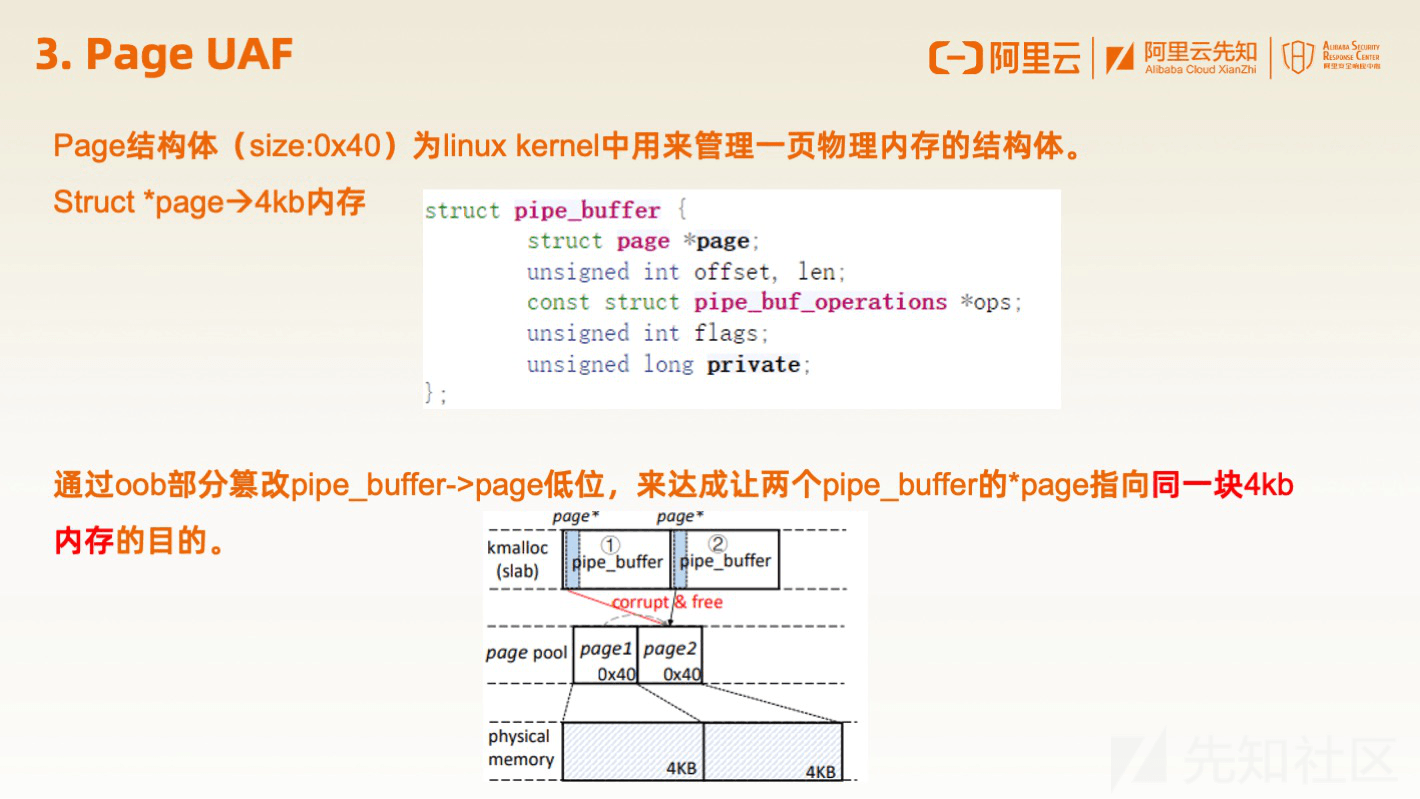 3. Page UAF
阿里云
阿里云先知
Alibaba Cloud XianZhi
ALIBABA SECURITY
RESPONSE CENTER
阿里安全响应中心
Page结构体（size:0x40）为linux kernel中用来管理一页物理内存的结构体。
Struct *page→4kb内存
struct pipe_buffer {
struct page *page;
unsigned int offset, len;
const struct pipe_buf_operations *ops;
unsigned int flags;
unsigned long private;
};
通过oob部分篡改pipe_buffer->page低位，来达成让两个pipe_buffer的*page指向同一块4kb
内存的目的。
page* page*
kmalloc
(slab)
① ②
pipe_buffer pipe_buffer
corrupt & free
page pool page1 page2
0x40 0x40
physical
memory
4KB 4KB
先知社区